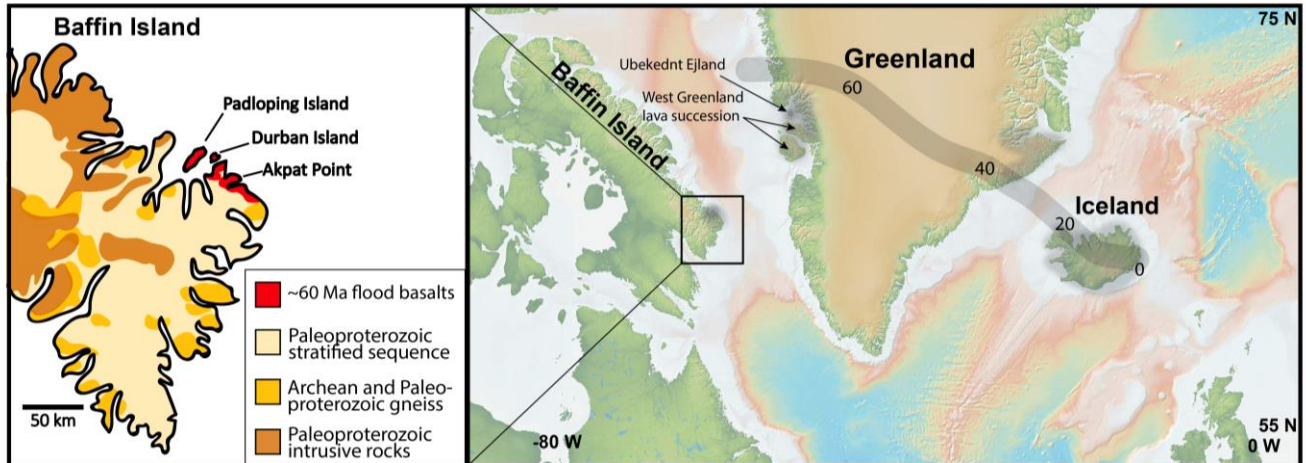 Baffin Island
Padloping Island
Durban Island
Akpat Point
~60 Ma flood basalts
Paleoproterozoic
stratified sequence
Archean and Paleo-
proterozoic gneiss
Paleoproterozoic
intrusive rocks
50 km
75 N
Greenland
Ubekednt Ejland
60
West Greenland
lava succession
Baffin Island
40
Iceland
20
0
-80 W
55 N
0 W